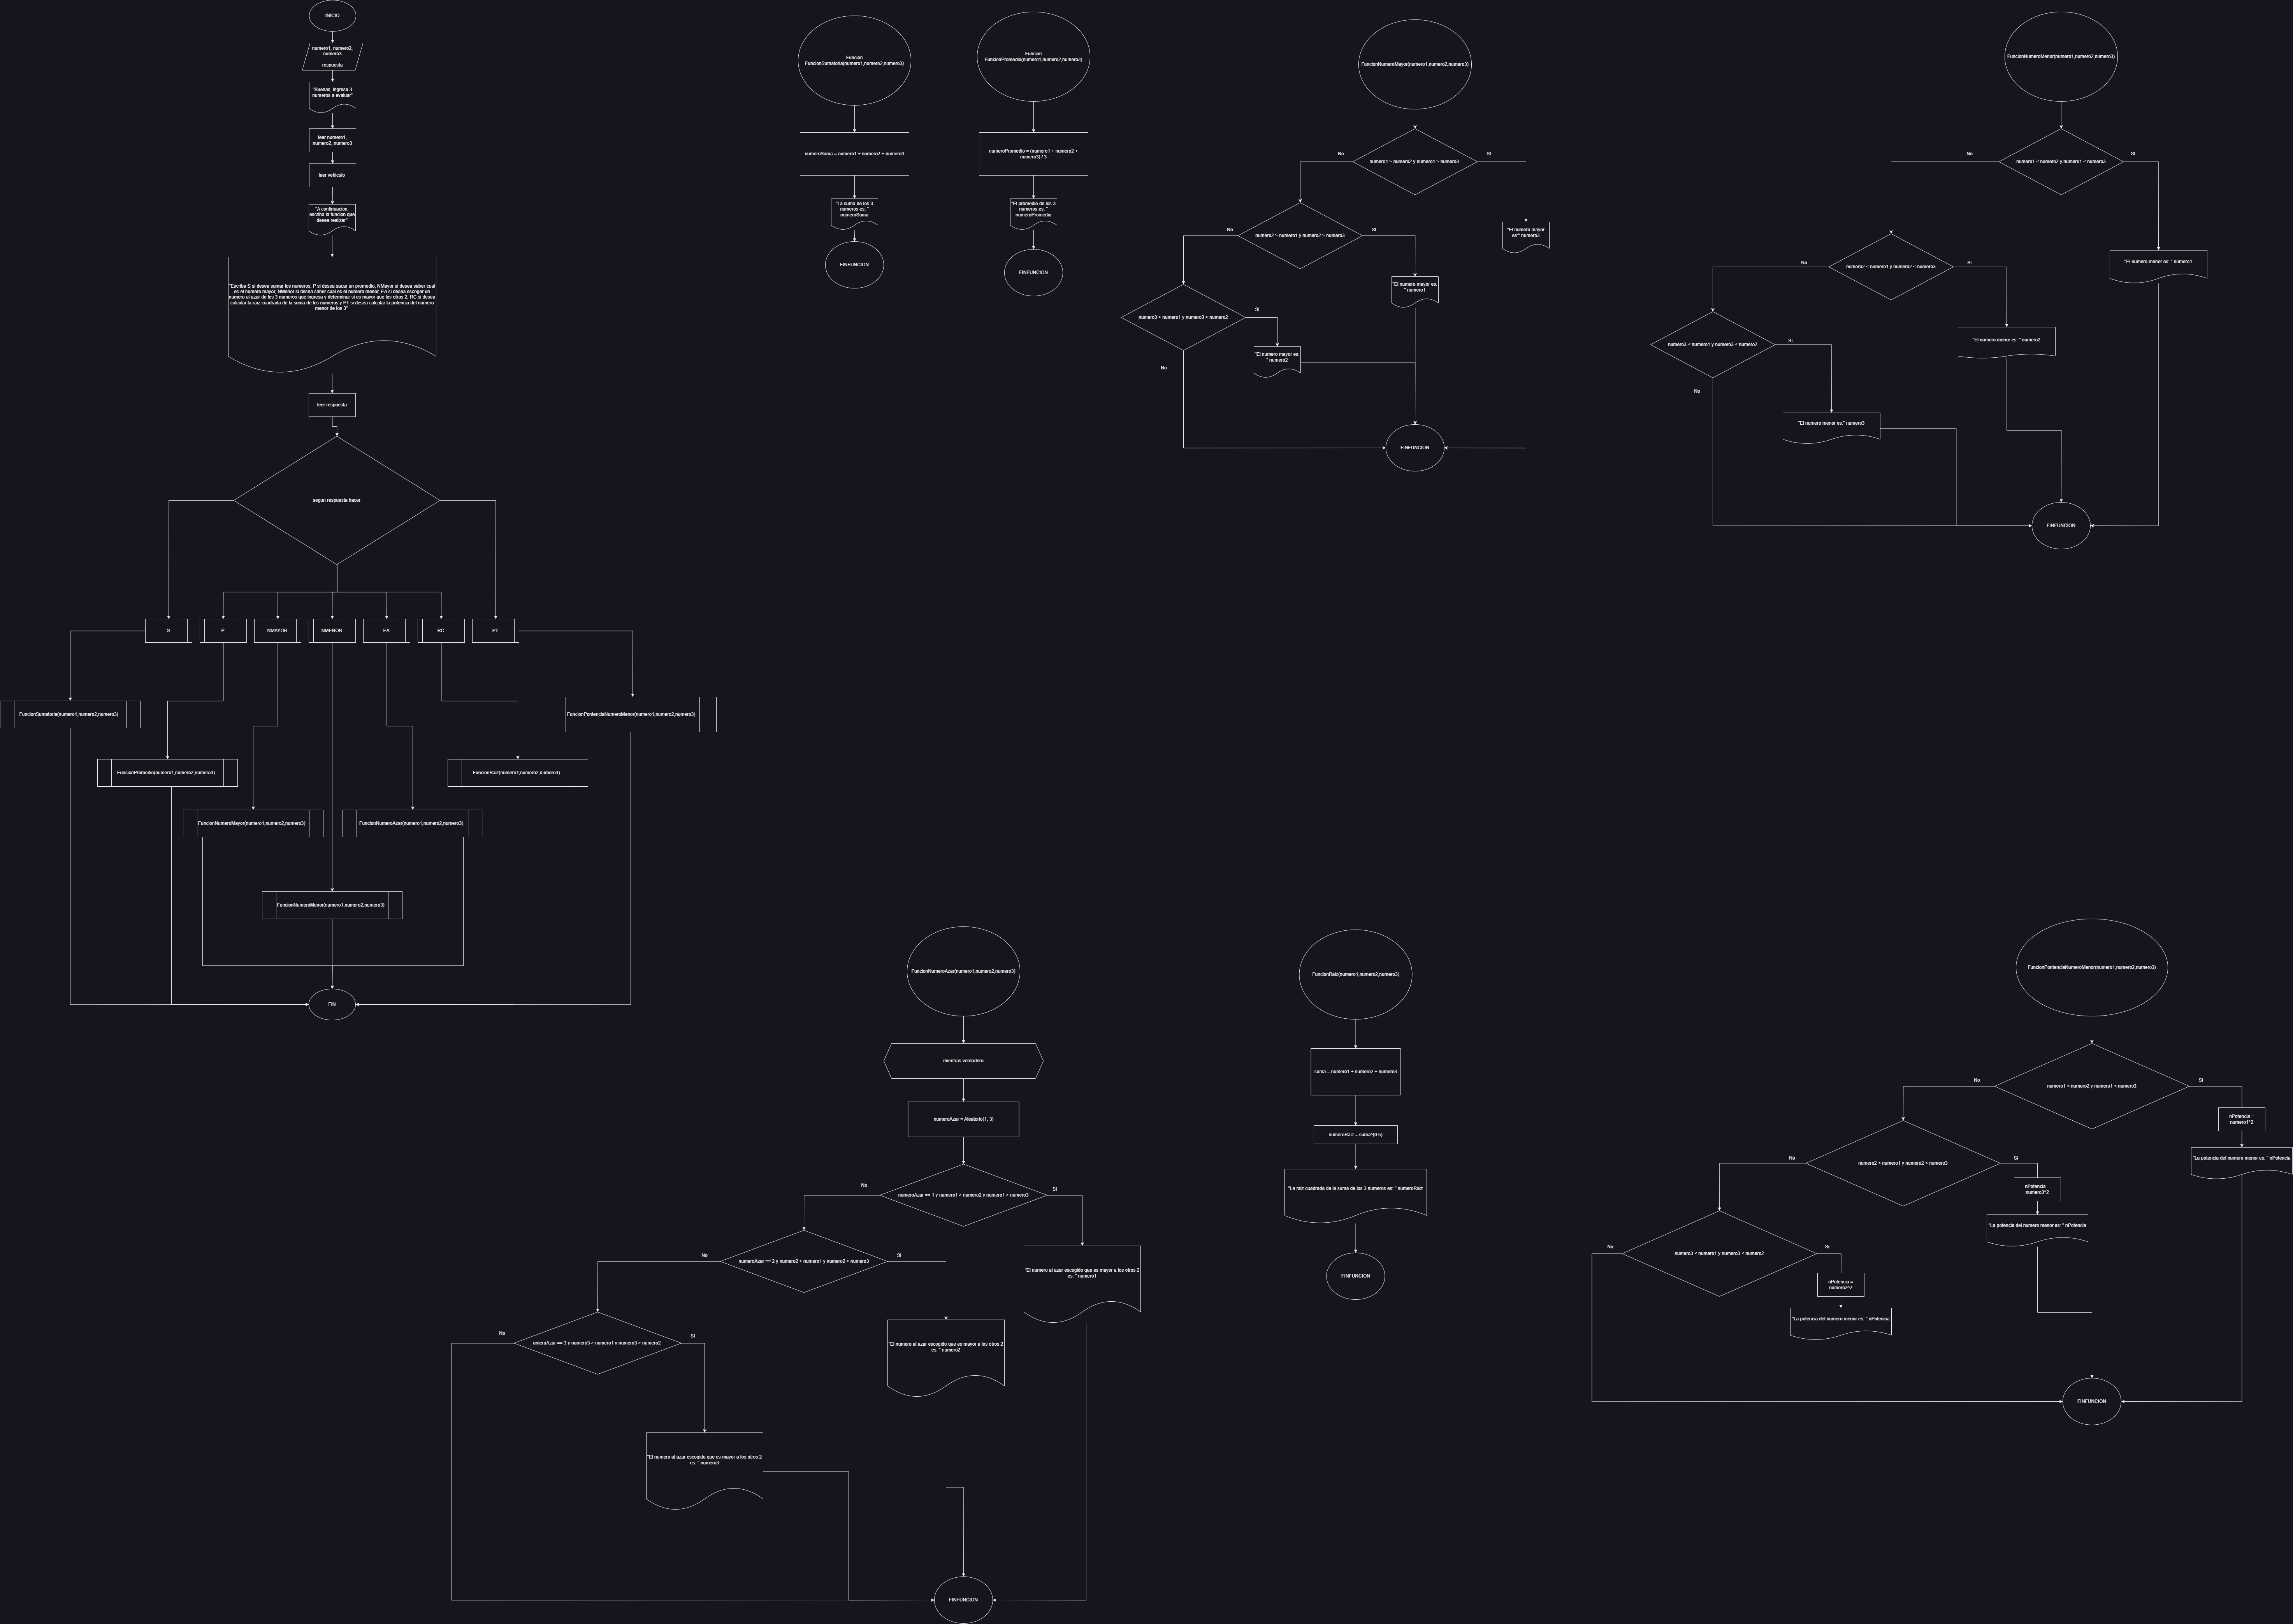 INICIO
numero1, numero2,
numero3
respuesta
"Buenas, ingrese 3
numeros a evaluar"
leer numero1,
numero2, numero3
leer vehiculo
"A continuacion,
escriba la funcion que
desea realizar"
"Escriba S si desea sumar los numeros, P si desea sacar un promedio, NMayor si desea saber cual
es el numero mayor, NMenor si desea saber cual es el numero menor, EA si desea escoger un
numero al azar de los 3 numeros que ingresa y determinar si es mayor que los otros 2, RC si desea
calcular la raiz cuadrada de la suma de los numeros y PT si desea calcular la potencia del numero
menor de los 3"
leer respuesta
segun respuesta hacer
S
P
NMAYOR
NMENOR
EA
RC
PT
FuncionSumatoria(numero1,numero2,numero3)
FuncionPontenciaNumeroMenor(numero1,numero2,numero3)
FuncionPromedio(numero1,numero2,numero3)
FuncionRaiz(numero1,numero2,numero3)
FuncionNumeroMayor(numero1,numero2,numero3)
FuncionNumeroAzar(numero1,numero2,numero3)
FuncionNumeroMenor(numero1,numero2,numero3)
FIN
Funcion
FuncionSumatoria(numero1,numero2,numero3)
numeroSuma = numero1 + numero2 + numero3
"La suma de los 3
numeros es: "
numeroSuma
FINFUNCION
Funcion
FuncionPromedio(numero1,numero2,numero3)
numeroPromedio = (numero1 + numero2 +
numero3) / 3
"El promedio de los 3
numeros es: "
numeroPromedio
FINFUNCION
FuncionNumeroMayor(numero1,numero2,numero3)
No
numero1 > numero2 y numero1 > numero3
SI
No
numero2 > numero1 y numero2 > numero3
SI
"El numero mayor
es:" numero3
"El numero mayor es:
" numero1
numero3 > numero1 y numero3 > numero2
SI
"El numero mayor es:
" numero2
No
FINFUNCION
FuncionNumeroMenor(numero1,numero2,numero3)
No
numero1 < numero2 y numero1 < numero3
SI
"El numero menor es: " numero1
No
numero2 < numero1 y numero2 < numero3
SI
"El numero menor es: " numero2
numero3 < numero1 y numero3 < numero2
SI
No
"El numero menor es:" numero3
FINFUNCION
FuncionNumeroAzar(numero1,numero2,numero3)
mientras verdadero
numeroAzar = Aleatorio(1, 3)
No
numeroAzar == 1 y numero1 > numero2 y numero1 > numero3
SI
No
numeroAzar == 2 y numero2 > numero1 y numero2 > numero3
SI
"El numero al azar escogido que es mayor a los otros 2
es: " numero1
No
umeroAzar == 3 y numero3 > numero1 y numero3 > numero2
SI
"El numero al azar escogido que es mayor a los otros 2
es: " numero2
"El numero al azar escogido que es mayor a los otros 2
es: " numero3
FINFUNCION
FuncionRaiz(numero1,numero2,numero3)
suma = numero1 + numero2 + numero3
numeroRaiz = suma^(0.5)
"La raiz cuadrada de la suma de los 3 numeros es: " numeroRaiz
FINFUNCION
FuncionPontenciaNumeroMenor(numero1,numero2,numero3)
No
numero1 < numero2 y numero1 < numero3
Si
nPotencia =
numero1^2
"La potencia del numero menor es: " nPotencia
No
numero2 < numero1 y numero2 < numero3
Si
nPotencia =
numero3^2
"La potencia del numero menor es: " nPotencia
No
numero3 < numero1 y numero3 < numero2
Si
nPotencia =
numero2^2
"La potencia del numero menor es: " nPotencia
FINFUNCION